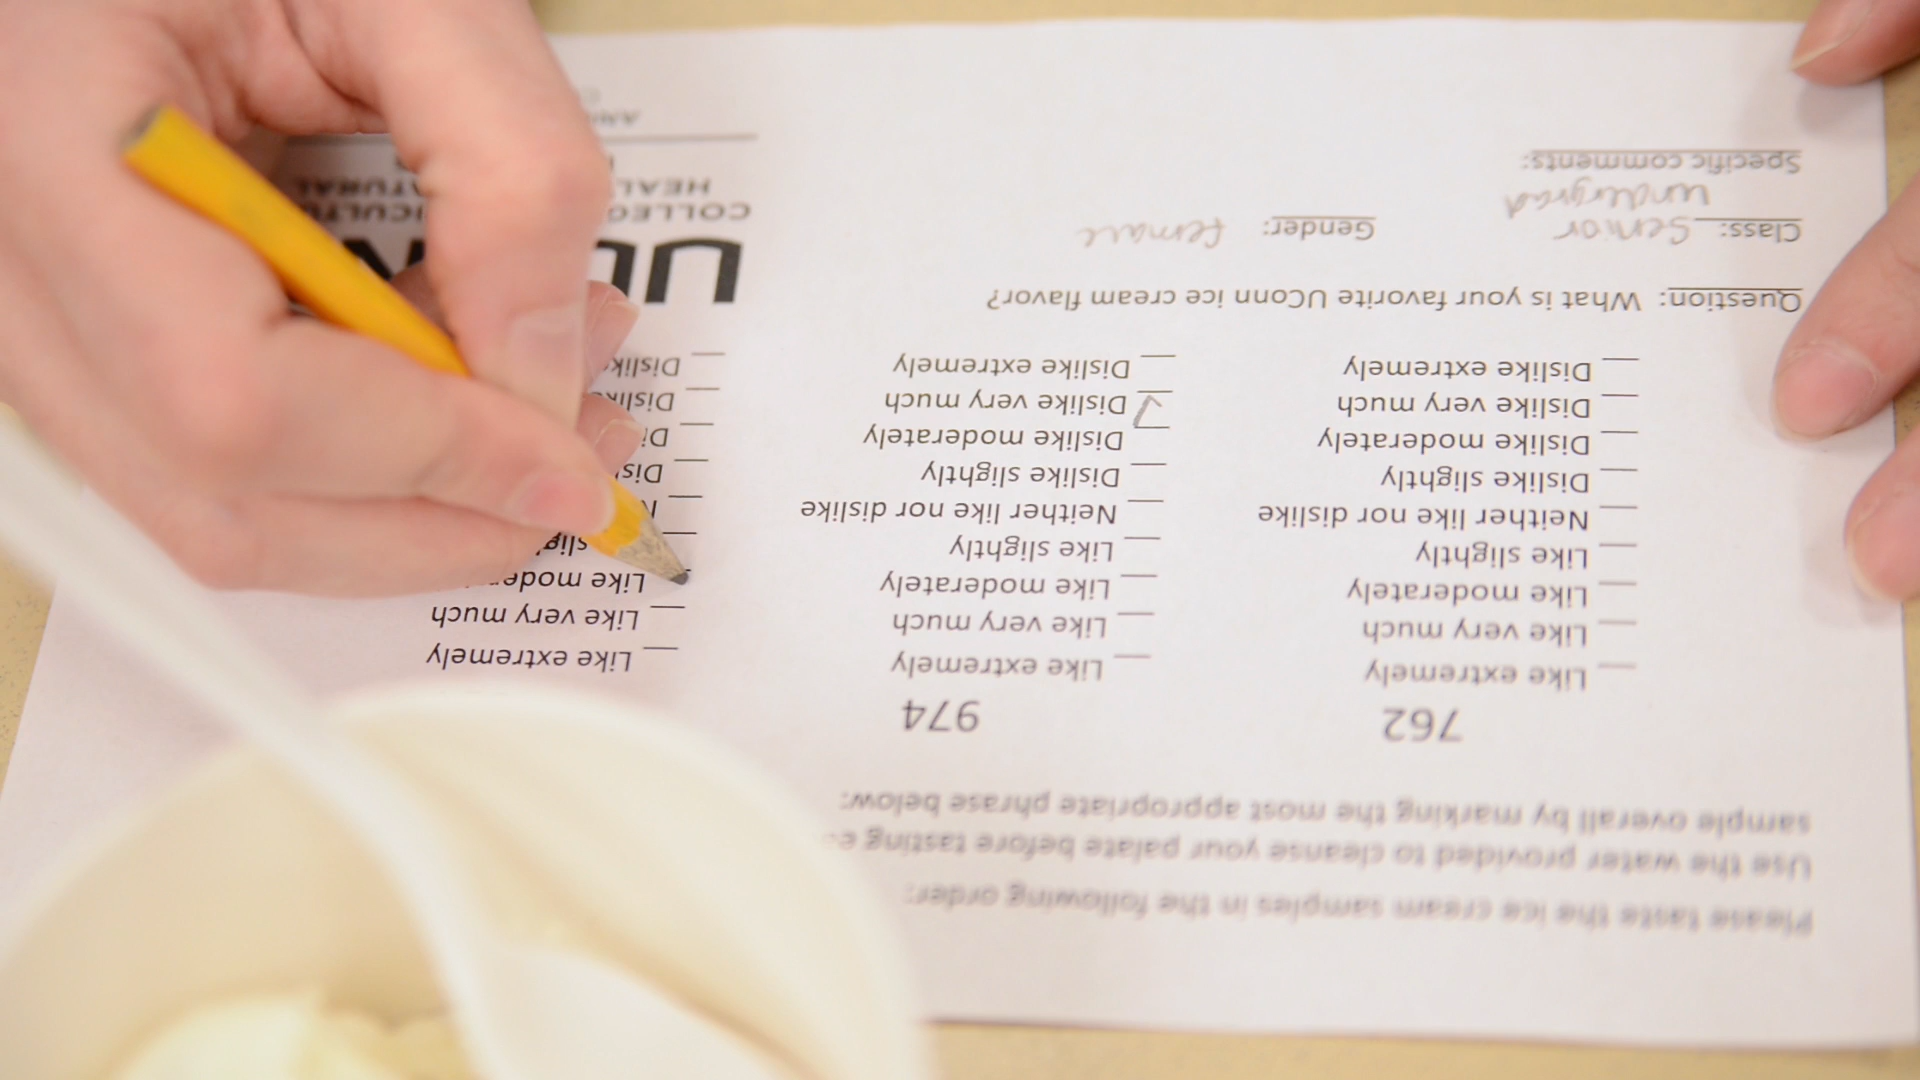 Please taste the ice cream samples in the following order:
Use the water provided to cleanse your palate before tasting
sample overall by marking the most appropriate phrase below:
762
Like extremely
Like very much
Like moderately
Like slightly
Neither like nor dislike
Dislike slightly
Dislike moderately
Dislike very much
Dislike extremely
974
Like extremely
Like very much
Like moderately
Like slightly
Neither like nor dislike
Dislike slightly
Dislike moderately
Dislike very much
Dislike extremely
Like extremely
Like very much
Like
Question: What is your favorite UConn ice cream flavor?
Class: Senior undergrad
Gender: female
Specific comments: